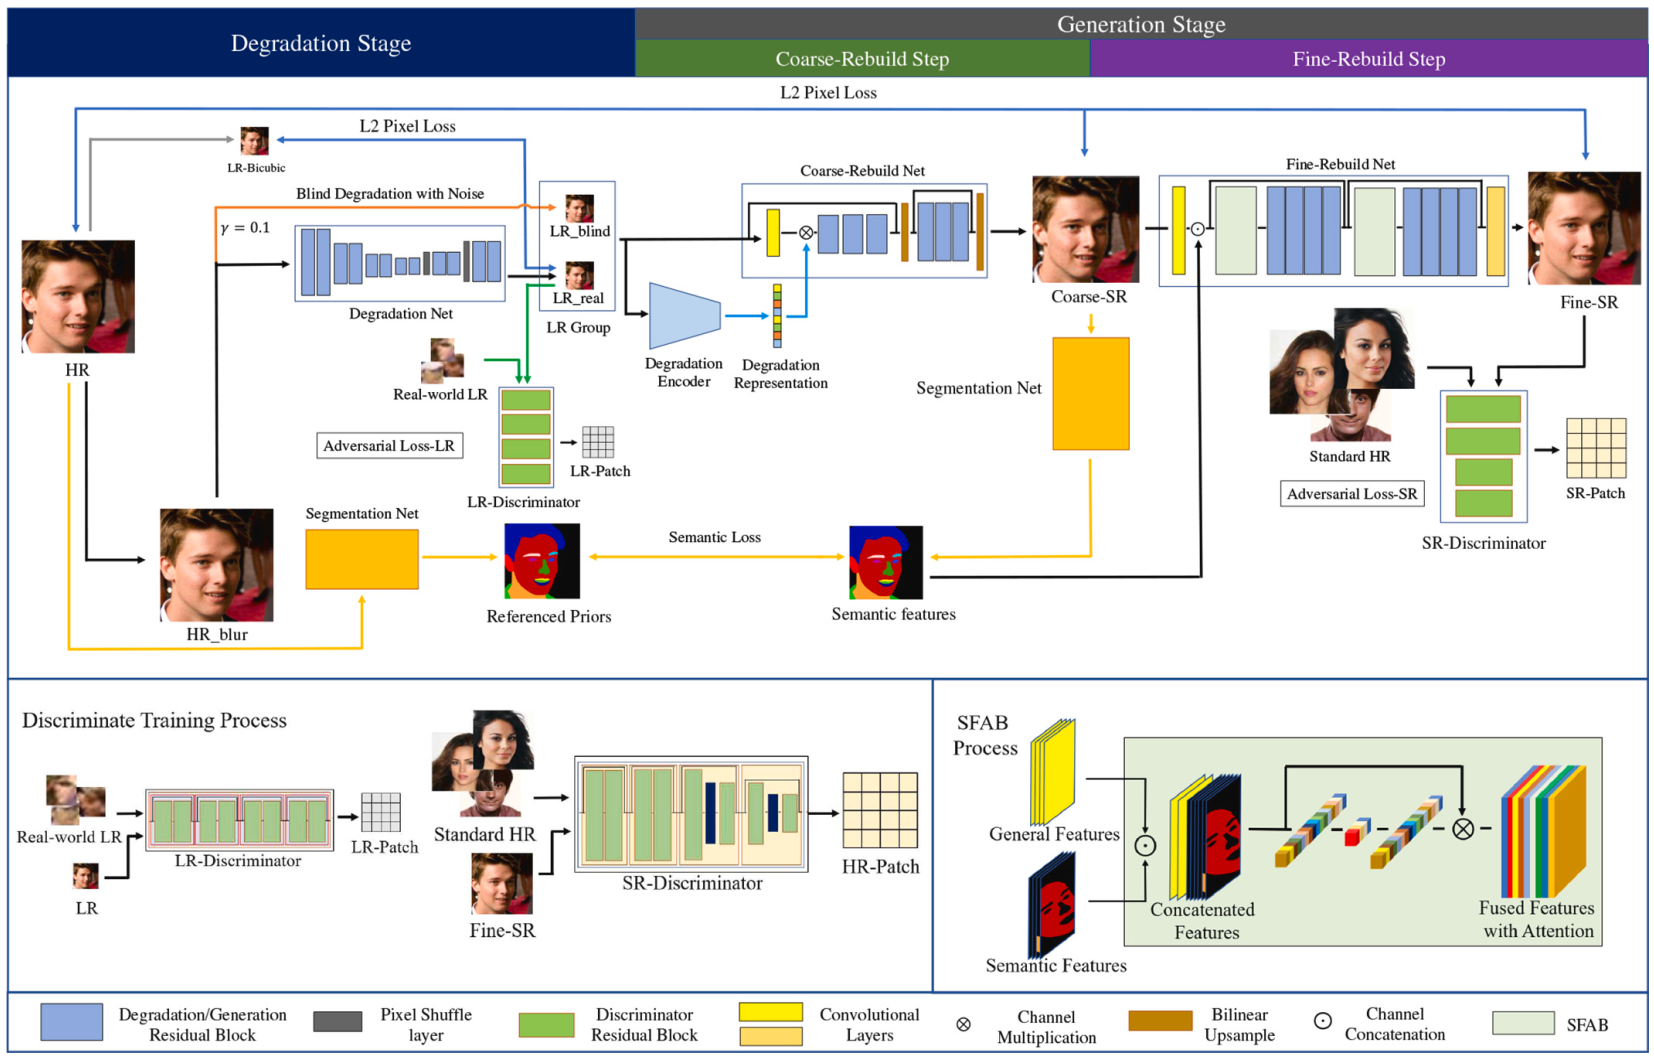 Degradation Stage
Generation Stage
Coarse-Rebuild Step
Fine-Rebuild Step
L2 Pixel Loss
L2 Pixel Loss
LR-Bicubic
Blind Degradation with Noise
γ = 0.1
LR_blind
LR_real
LR Group
Degradation Net
HR
Real-world LR
Adversarial Loss-LR
LR-Patch
LR-Discriminator
Coarse-Rebuild Net
Degradation
Encoder
Degradation
Representation
Coarse-SR
Segmentation Net
Fine-Rebuild Net
Fine-SR
Standard HR
Adversarial Loss-SR
SR-Patch
SR-Discriminator
HR_blur
Segmentation Net
Referenced Priors
Semantic Loss
Semantic features
Discriminate Training Process
Real-world LR
LR
LR-Discriminator
LR-Patch
Standard HR
Fine-SR
SR-Discriminator
HR-Patch
SFAB
Process
General Features
Semantic Features
Concatenated
Features
Fused Features
with Attention
Degradation/Generation
Residual Block
Pixel Shuffle
layer
Discriminator
Residual Block
Convolutional
Layers
Channel
Multiplication
Bilinear
Upsample
Channel
Concatenation
SFAB